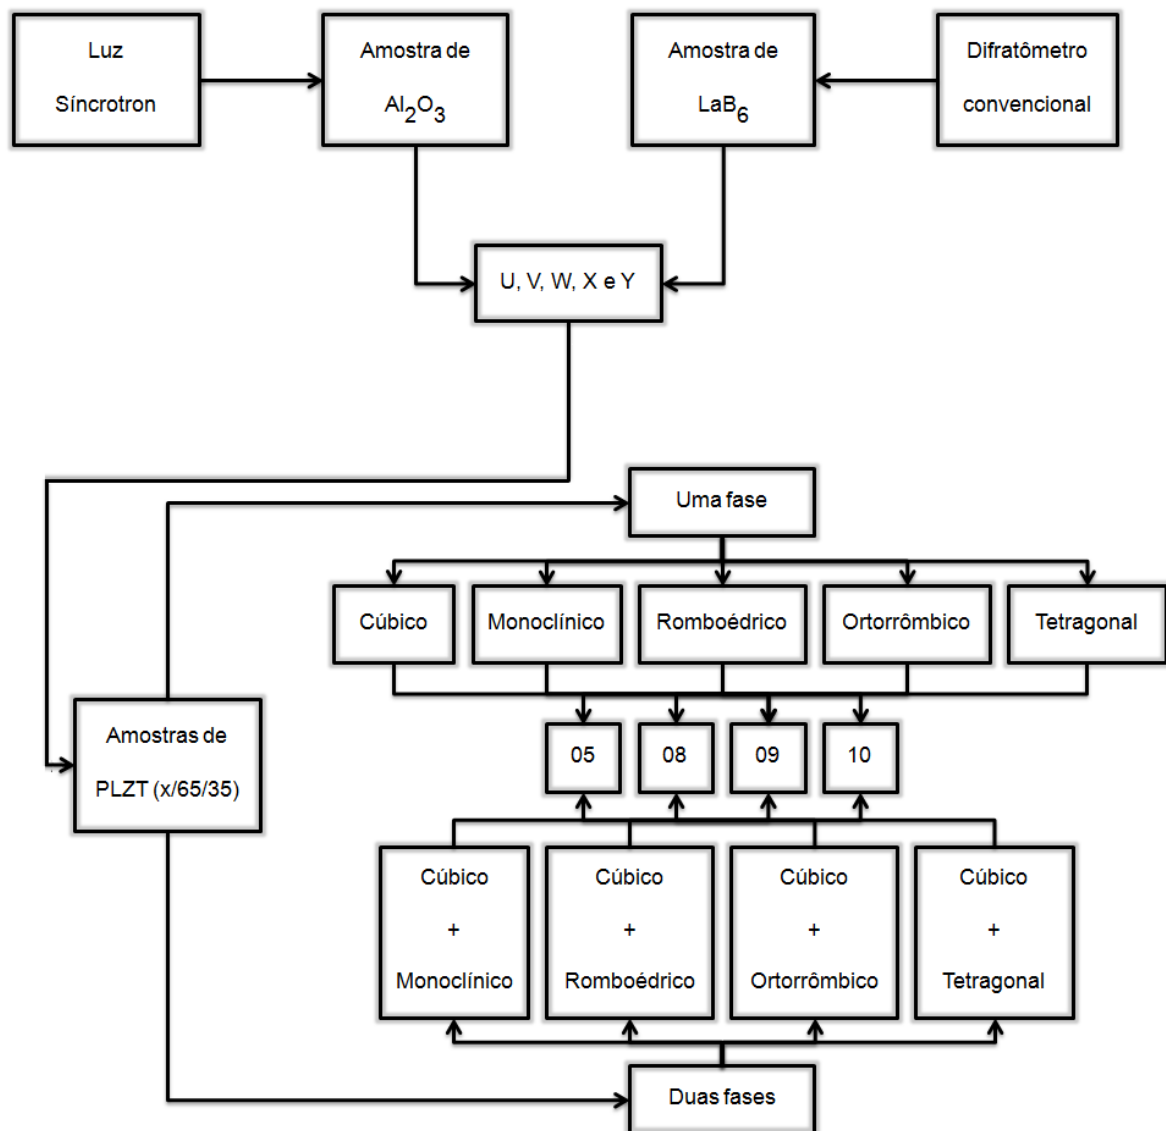 Luz
Síncrotron
Amostra de
Al2O3
Amostra de
LaB6
Difratômetro
convencional
U, V, W, X e Y
Uma fase
Cúbico
Monoclínico
Romboédrico
Ortorrômbico
Tetragonal
Amostras de
PLZT (x/65/35)
05
08
09
10
Cúbico
+
Monoclínico
Cúbico
+
Romboédrico
Cúbico
+
Ortorrômbico
Cúbico
+
Tetragonal
Duas fases